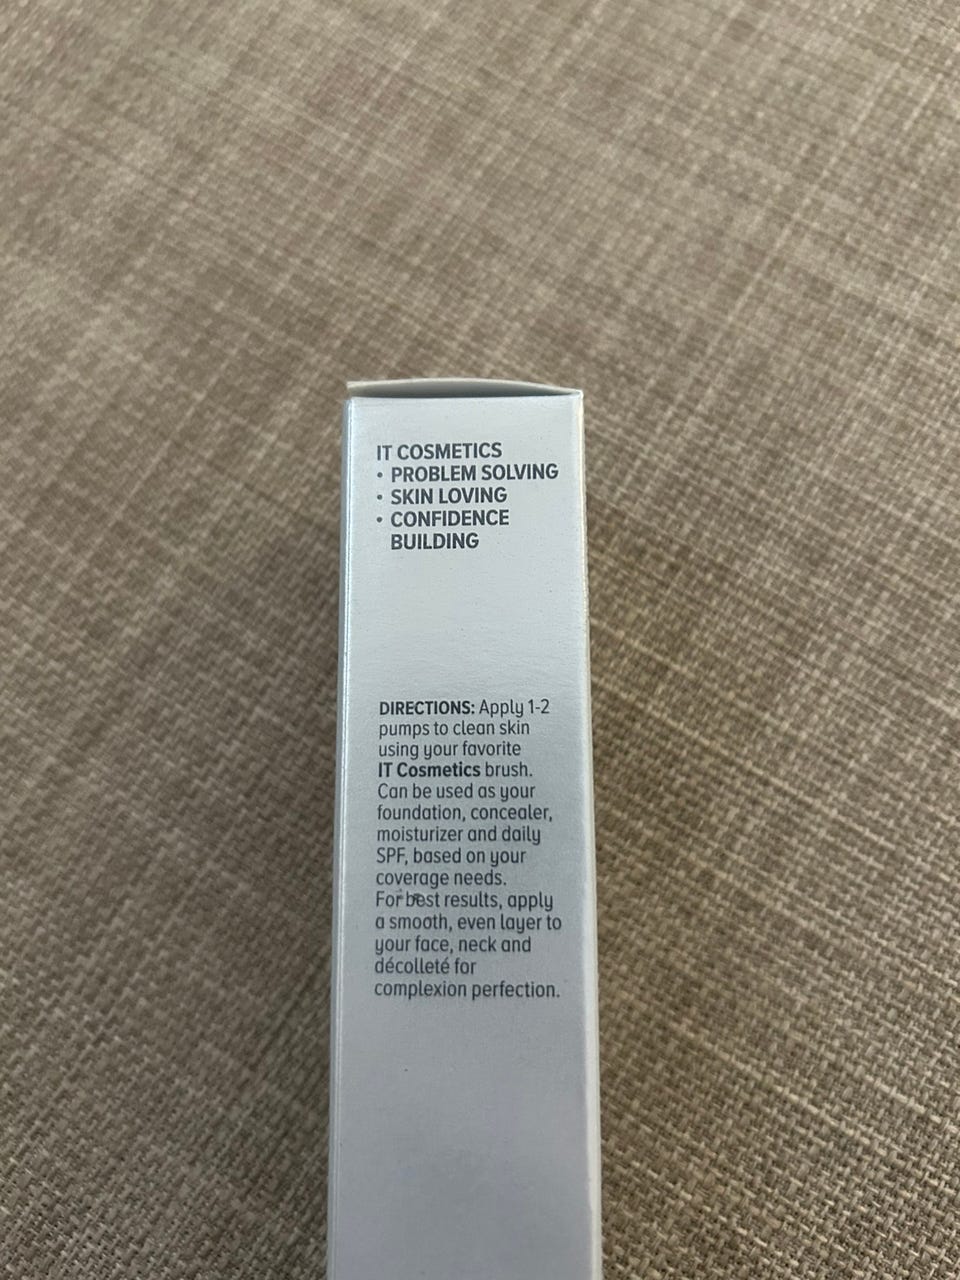 IT COSMETICS
• PROBLEM SOLVING
• SKIN LOVING
• CONFIDENCE
BUILDING
DIRECTIONS: Apply 1-2
pumps to clean skin
using your favorite
IT Cosmetics brush.
Can be used as your
foundation, concealer,
moisturizer and daily
SPF, based on your
coverage needs.
For best results, apply
a smooth, even layer to
your face, neck and
décolleté for
complexion perfection.